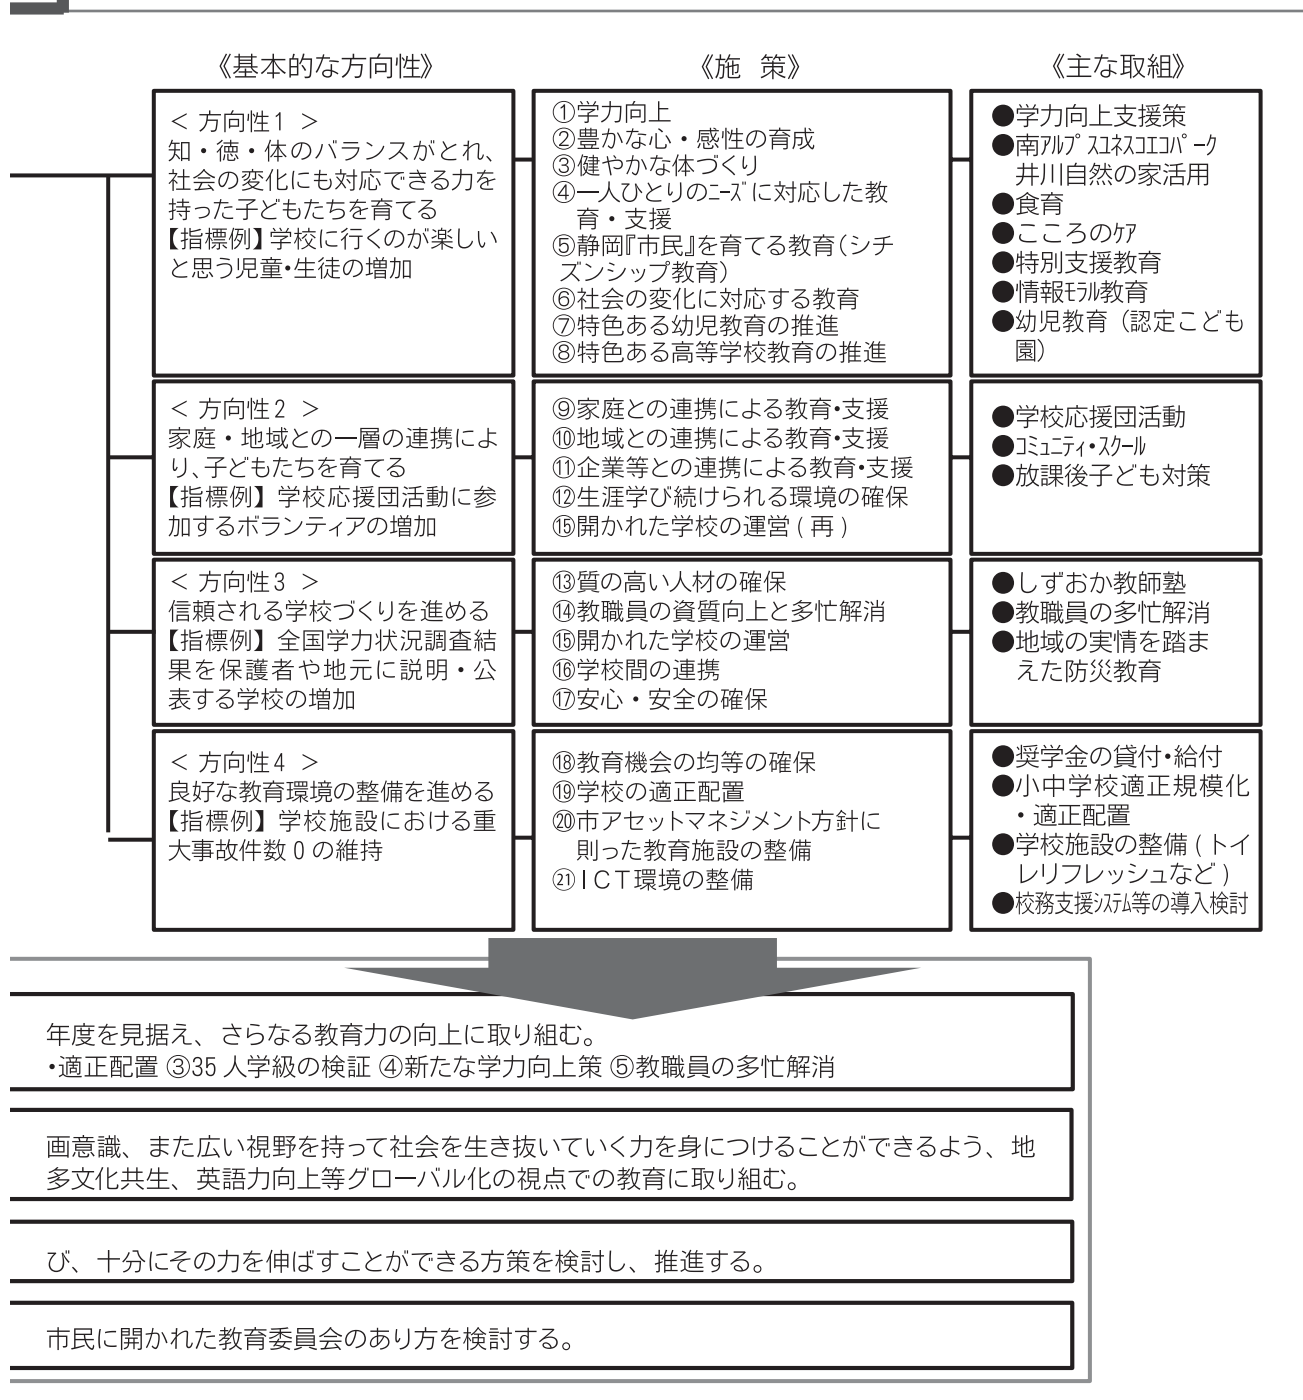 《基本的な方向性》
《施　策》
《主な取組》
＜ 方向性1 ＞
知・徳・体のバランスがとれ、
社会の変化にも対応できる力を
持った子どもたちを育てる
【指標例】学校に行くのが楽しい
と思う児童・生徒の増加
①学力向上
②豊かな心・感性の育成
③健やかな体づくり
④一人ひとりのニーズに対応した教
育・支援
⑤静岡『市民』を育てる教育(シチ
ズンシップ教育)
⑥社会の変化に対応する教育
⑦特色ある幼児教育の推進
⑧特色ある高等学校教育の推進
●学力向上支援策
●南アルプスユネスコエコパーク
井川自然の家活用
●食育
●こころのケア
●特別支援教育
●情報モラル教育
●幼児教育（認定こども
園）
＜ 方向性2 ＞
家庭・地域との一層の連携によ
り、子どもたちを育てる
【指標例】学校応援団活動に参
加するボランティアの増加
⑨家庭との連携による教育・支援
⑩地域との連携による教育・支援
⑪企業等との連携による教育・支援
⑫生涯学び続けられる環境の確保
⑮開かれた学校の運営（再）
●学校応援団活動
●コミュニティ・スクール
●放課後子ども対策
＜ 方向性3 ＞
信頼される学校づくりを進める
【指標例】全国学力状況調査結
果を保護者や地元に説明・公
表する学校の増加
⑬質の高い人材の確保
⑭教職員の資質向上と多忙解消
⑮開かれた学校の運営
⑯学校間の連携
⑰安心・安全の確保
●しずおか教師塾
●教職員の多忙解消
●地域の実情を踏ま
えた防災教育
＜ 方向性4 ＞
良好な教育環境の整備を進める
【指標例】学校施設における重
大事故件数0の維持
⑱教育機会の均等の確保
⑲学校の適正配置
⑳市アセットマネジメント方針に
則った教育施設の整備
㉑ICT環境の整備
●奨学金の貸付・給付
●小中学校適正規模化
・適正配置
●学校施設の整備（トイ
レリフレッシュなど）
●校務支援システム等の導入検討
年度を見据え、さらなる教育力の向上に取り組む。
・適正配置 ③35人学級の検証 ④新たな学力向上策 ⑤教職員の多忙解消
画意識、また広い視野を持って社会を生き抜いていく力を身につけることができるよう、地
多文化共生、英語力向上等グローバル化の視点での教育に取り組む。
び、十分にその力を伸ばすことができる方策を検討し、推進する。
市民に開かれた教育委員会のあり方を検討する。